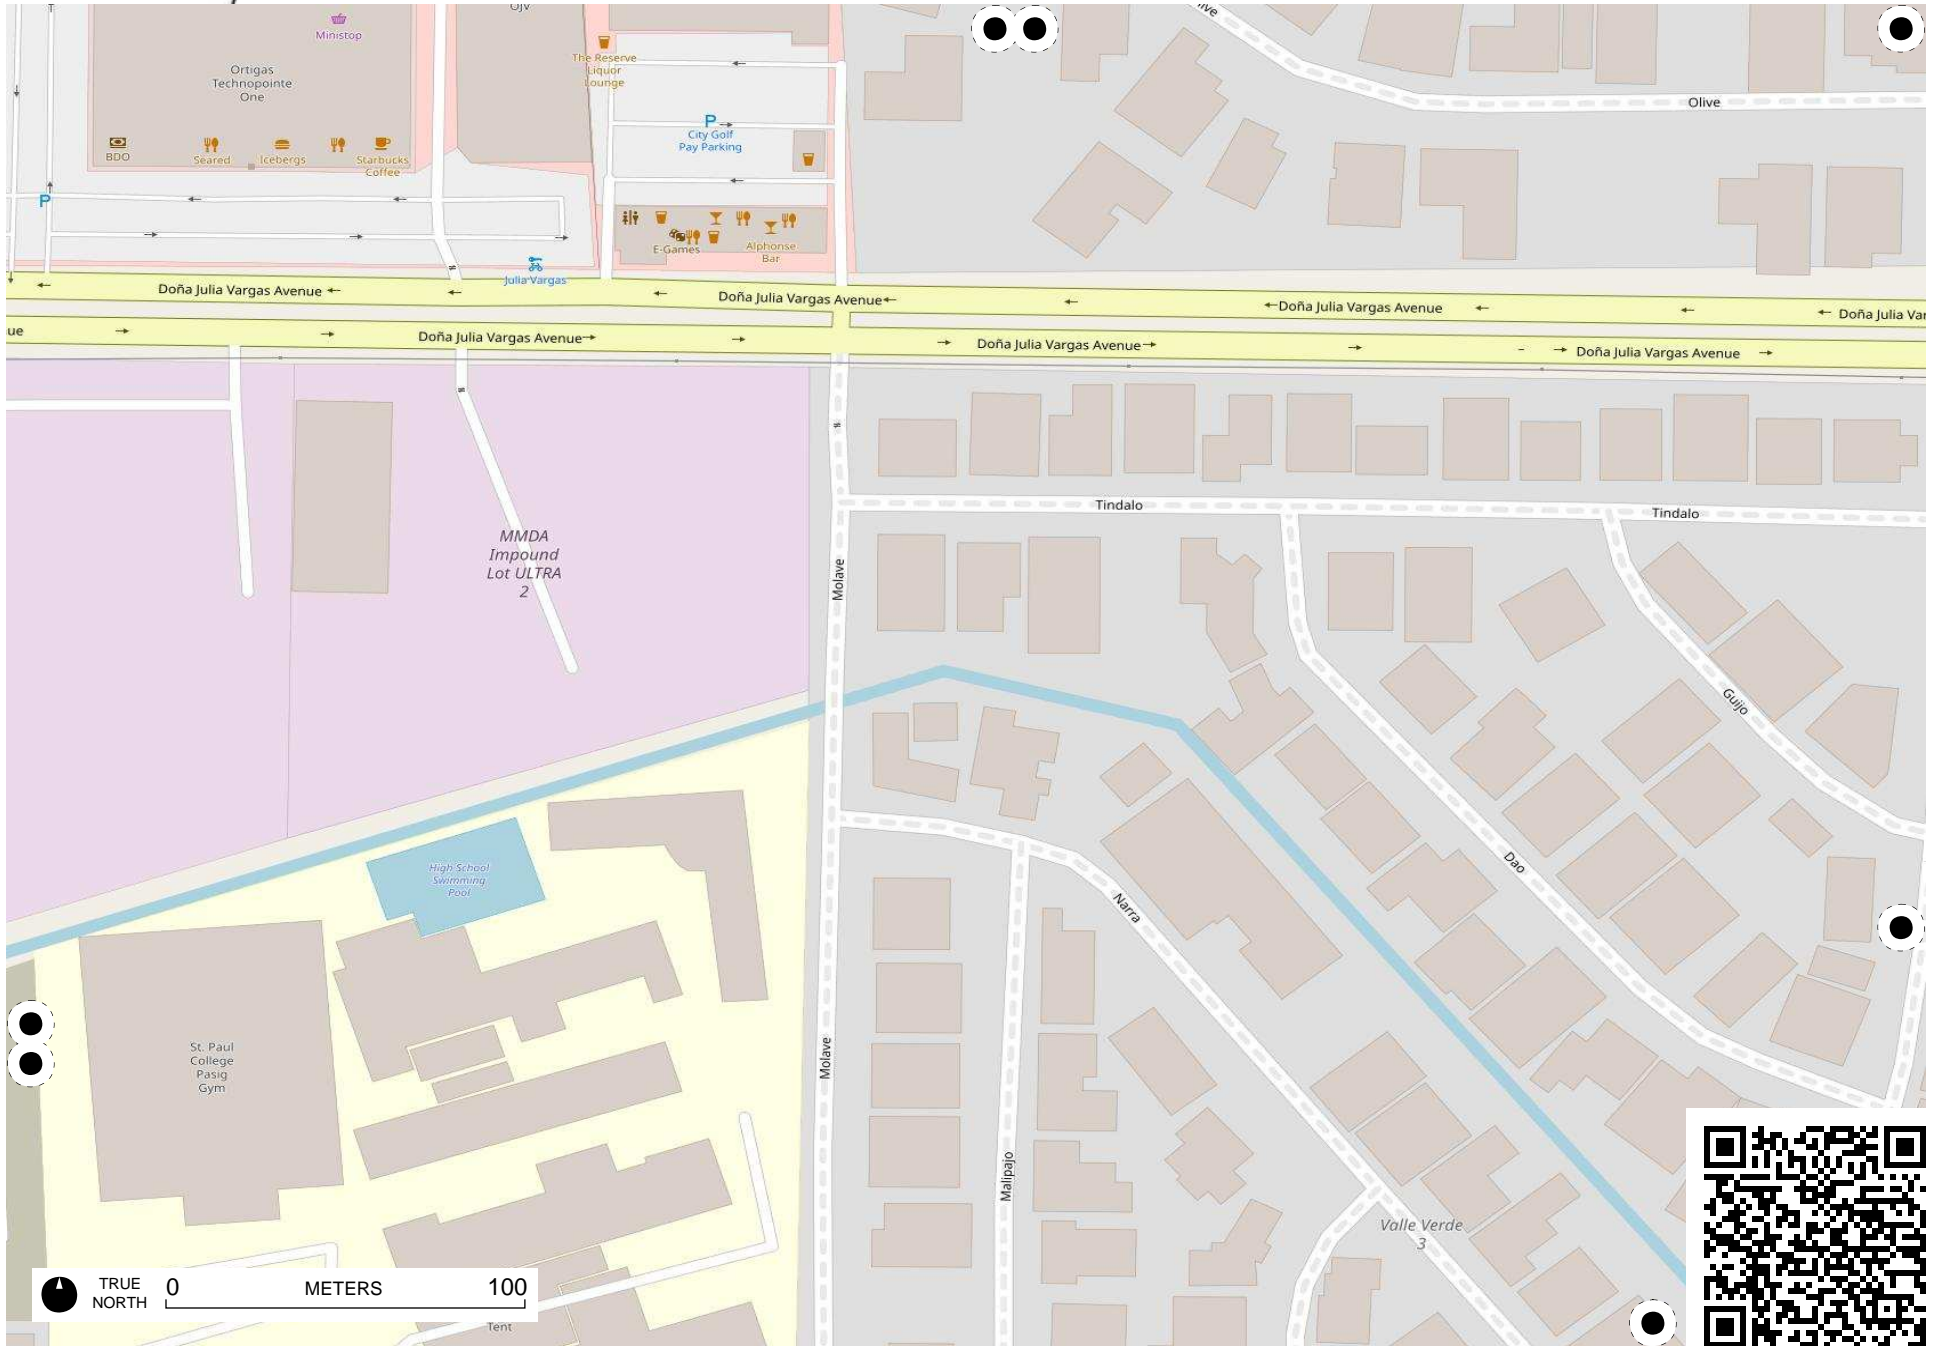 OJV
Olive
Ministop
The Reserve
Liquor
Lounge
Ortigas
Technopointe
One
Olive
P
City Golf
Pay Parking
BDO
Seared
Icebergs
Starbucks
Coffee
P
E-Games
Alphonse
Bar
Julia Vargas
Doña Julia Vargas Avenue
Doña Julia Vargas Avenue
Doña Julia Vargas Avenue
Doña Julia Var
ue
Doña Julia Vargas Avenue
Doña Julia Vargas Avenue
Doña Julia Vargas Avenue
Tindalo
Tindalo
MMDA
Impound
Lot ULTRA
2
Molave
Guijo
High School
Swimming
Pool
Dao
Narra
St. Paul
College
Pasig
Gym
Molave
Malipajo
Valle Verde
3
TRUE
NORTH
0
METERS
100
Tent